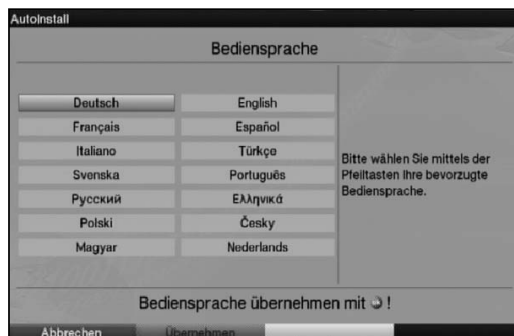 AutoInstall
Bediensprache
Deutsch English
Français Español
Italiano Türkçe
Svenska Português
Русский Ελληνικά
Polski Česky
Magyar Nederlands
Bitte wählen Sie mittels der
Pfeiltasten Ihre bevorzugte
Bediensprache.
Bediensprache übernehmen mit !
Abbrechen Übernehmen